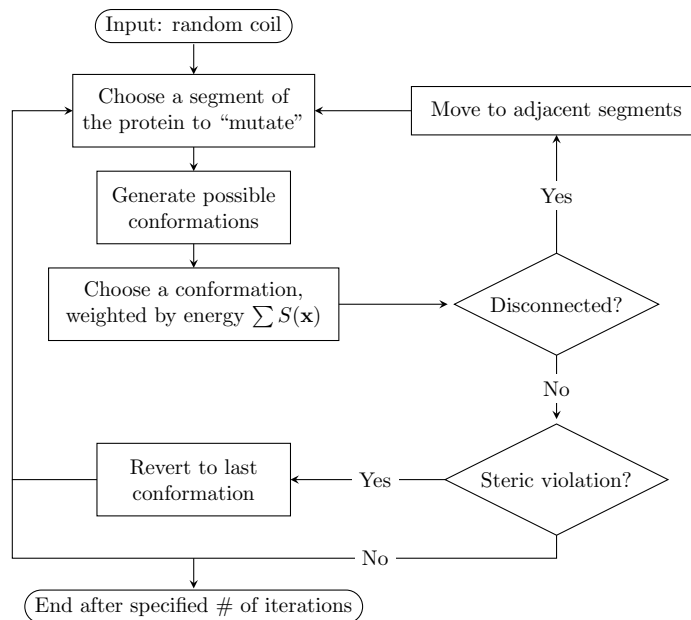 Input: random coil
Choose a segment of
the protein to “mutate”
Move to adjacent segments
Yes
Generate possible
conformations
Choose a conformation,
weighted by energy ∑ S(x)
Disconnected?
No
Revert to last
conformation
Yes
Steric violation?
No
End after specified # of iterations